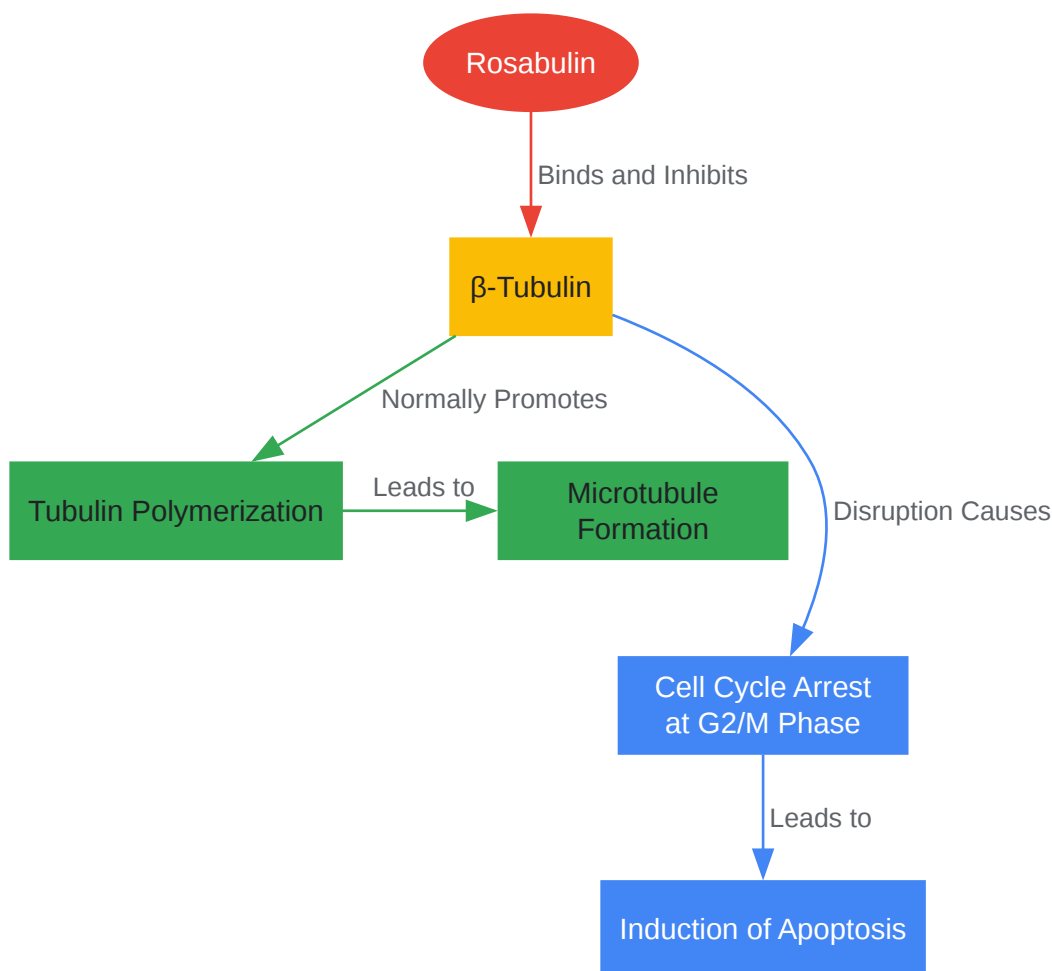 Rosabulin
Binds and Inhibits
β-Tubulin
Normally Promotes
Tubulin Polymerization
Leads to
Microtubule
Formation
Disruption Causes
Cell Cycle Arrest
at G2/M Phase
Leads to
Induction of Apoptosis